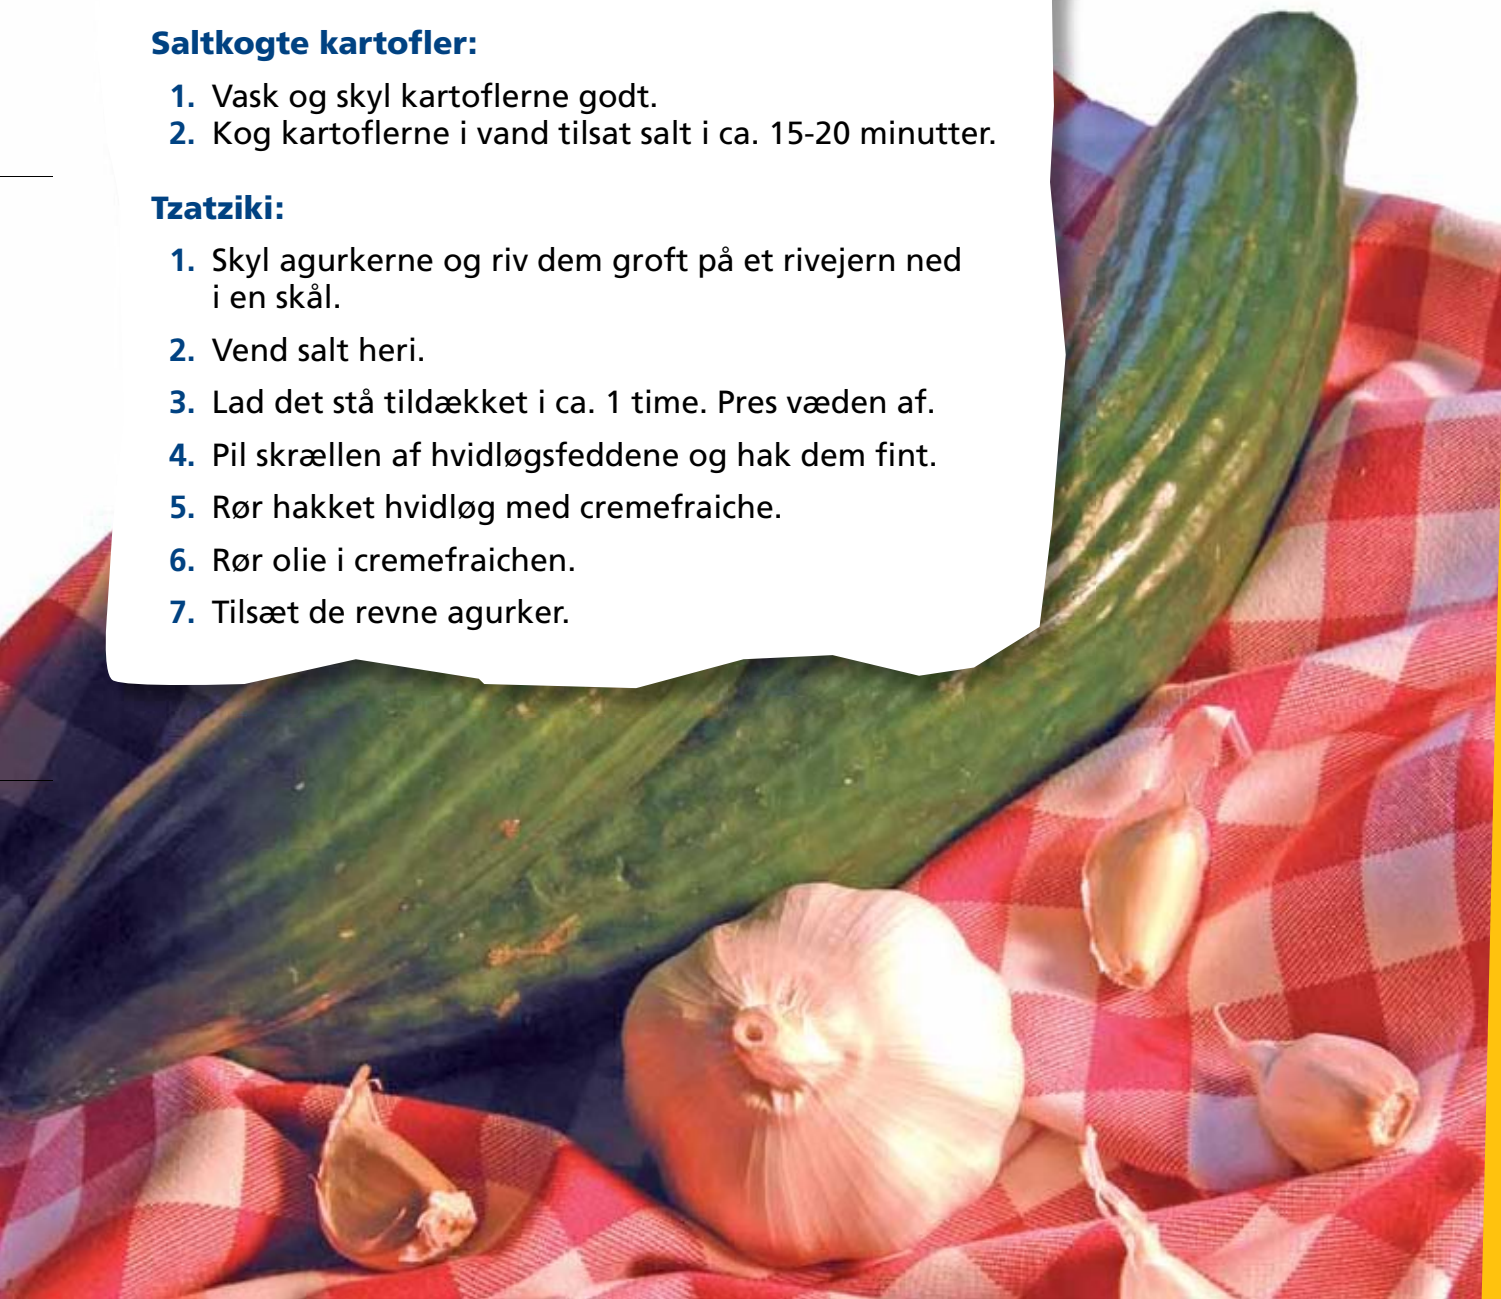 Saltkogte kartofler:
1. Vask og skyl kartoflerne godt.
2. Kog kartoflerne i vand tilsat salt i ca. 15-20 minutter.
Tzatziki:
1. Skyl agurkerne og riv dem groft på et rivejern ned
i en skål.
2. Vend salt heri.
3. Lad det stå tildækket i ca. 1 time. Pres væden af.
4. Pil skrællen af hvidløgsfeddene og hak dem fint.
5. Rør hakket hvidløg med cremefraiche.
6. Rør olie i cremefraichen.
7. Tilsæt de revne agurker.